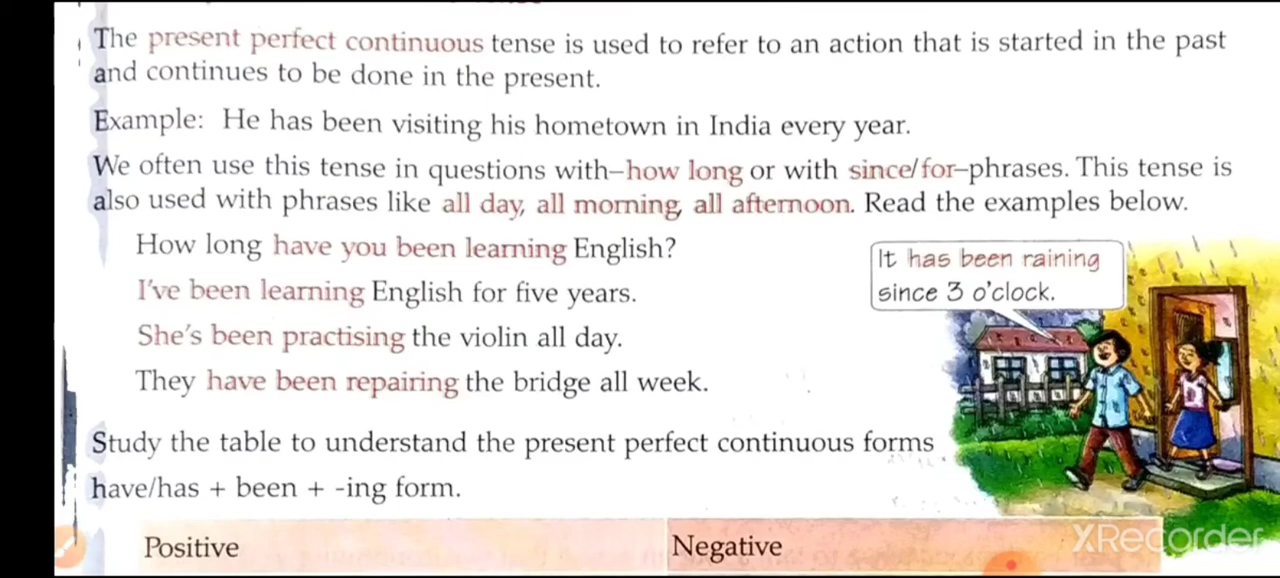 The present perfect continuous tense is used to refer to an action that is started in the past
and continues to be done in the present.
Example: He has been visiting his hometown in India every year.
We often use this tense in questions with–how long or with since/for–phrases. This tense is
also used with phrases like all day, all morning, all afternoon. Read the examples below.
How long have you been learning English?
I've been learning English for five years.
She's been practising the violin all day.
They have been repairing the bridge all week.
It has been raining
since 3 o'clock.
Study the table to understand the present perfect continuous forms
have/has + been + -ing form.
Positive Negative
XRecorder